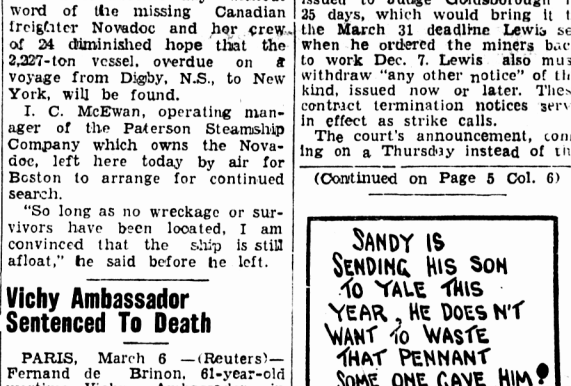 word of the missing Canadian
freighter Novadoc and her crew
of 24 diminished hope that the
2,227-ton vessel, overdue on a
voyage from Digby, N.S., to New
York, will be found.
I. C. McEwan, operating man-
ager of the Paterson Steamship
Company which owns the Nova-
doc, left here today by air for
Boston to arrange for continued
search.
"So long as no wreckage or sur-
vivors have been located, I am
convinced that the ship is still
afloat," he said before he left.
Vichy Ambassador
Sentenced To Death
PARIS, March 6 —(Reuters)—
Fernand de Brinon, 61-year-old
issued to Judge Goldsborough
25 days, which would bring it
the March 31 deadline Lewis
when he ordered the miners
to work Dec. 7. Lewis also
withdraw "any other notice" of
kind, issued now or later.
contract termination notices
in effect as strike calls.
The court's announcement,
ing on a Thursday instead of
(Continued on Page 5 Col. 6)
SANDY IS
SENDING HIS SON
TO YALE THIS
YEAR, HE DOES N'T
WANT TO WASTE
THAT PENNANT
SOME ONE GAVE HIM!